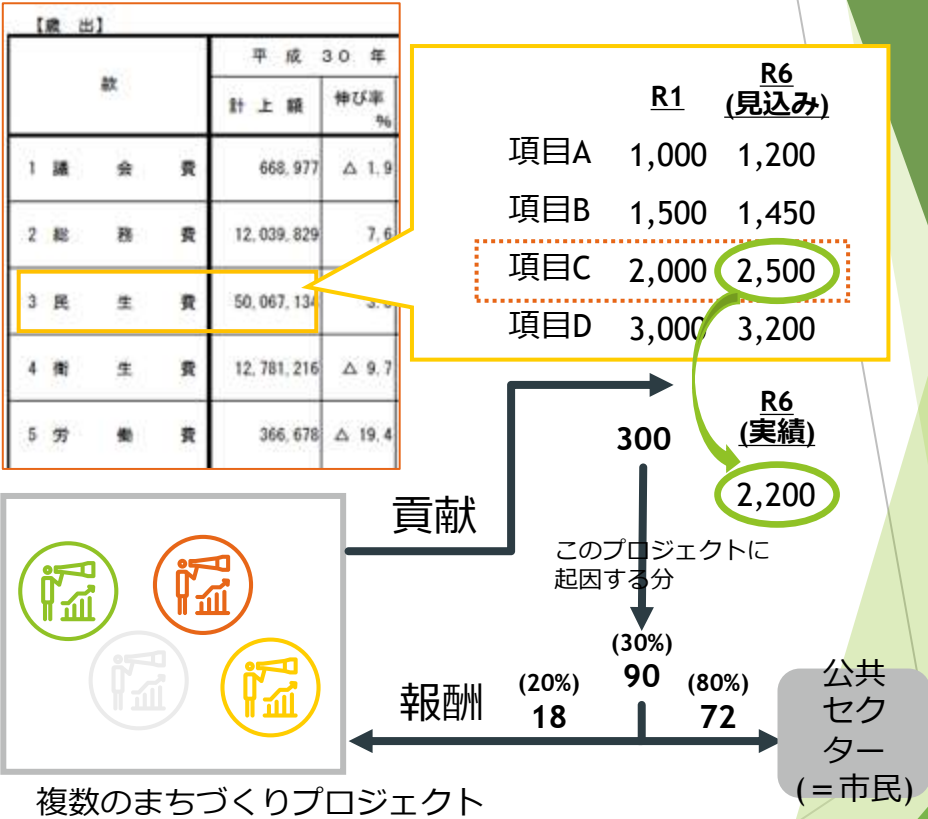 【歳 出】
款
平 成 30 年
計 上 額
伸び率
%
1 議 会 費 668,977 △ 1.9
2 総 務 費 12,039,829 7.6
3 民 生 費 50,067,134
4 衛 生 費 12,781,216 △ 9.7
5 労 働 費 366,678 △ 19.4
R1 R6
(見込み)
項目A 1,000 1,200
項目B 1,500 1,450
項目C 2,000 2,500
項目D 3,000 3,200
R6
(実績)
300
2,200
貢献
このプロジェクトに
起因する分
(30%)
90
報酬
(20%)
18
(80%)
72
公共
セク
ター
(=市民)
複数のまちづくりプロジェクト